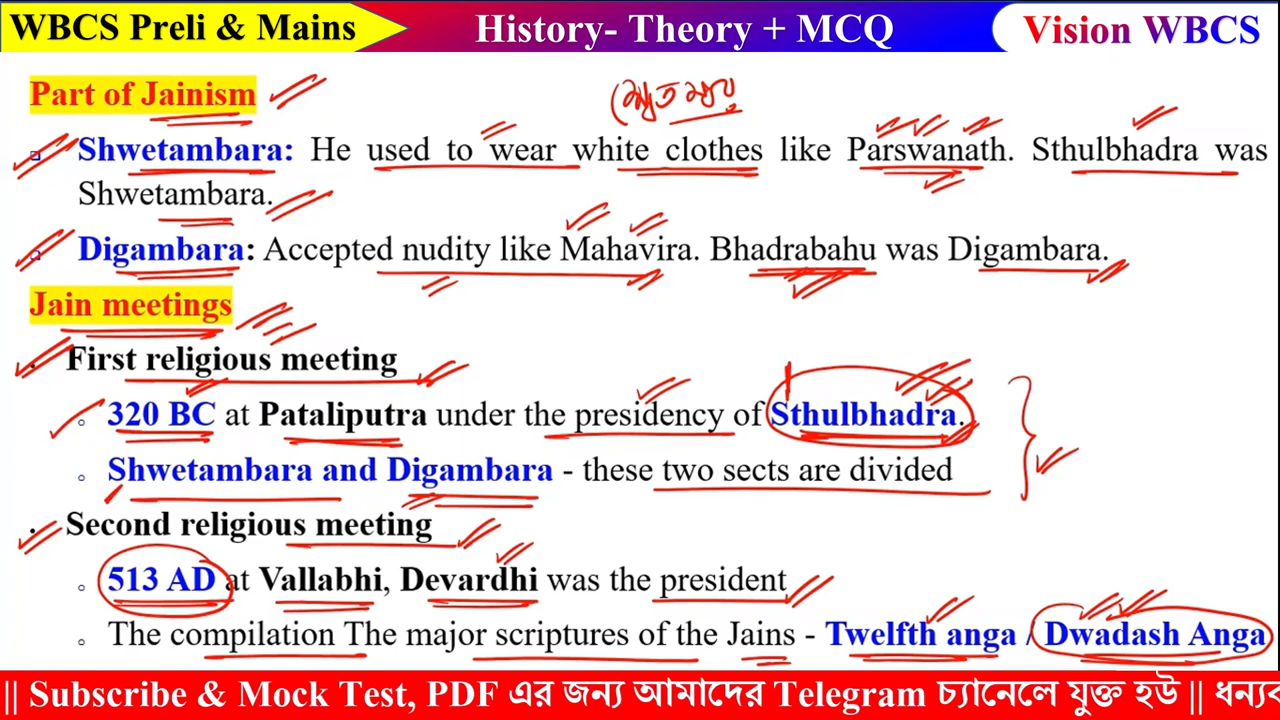 WBCS Preli & Mains
History- Theory + MCQ
Vision WBCS
Part of Jainism
Shwetambara: He used to wear white clothes like Parswanath. Sthulbhadra was
Shwetambara.
Digambara: Accepted nudity like Mahavira. Bhadrabahu was Digambara.
Jain meetings
First religious meeting
320 BC at Pataliputra under the presidency of Sthulbhadra.
Shwetambara and Digambara - these two sects are divided
Second religious meeting
513 AD at Vallabhi, Devardhi was the president
The compilation The major scriptures of the Jains - Twelfth anga / Dwadash Anga
|| Subscribe & Mock Test, PDF এর জন্য আমাদের Telegram চ্যানেলে যুক্ত হউ ||